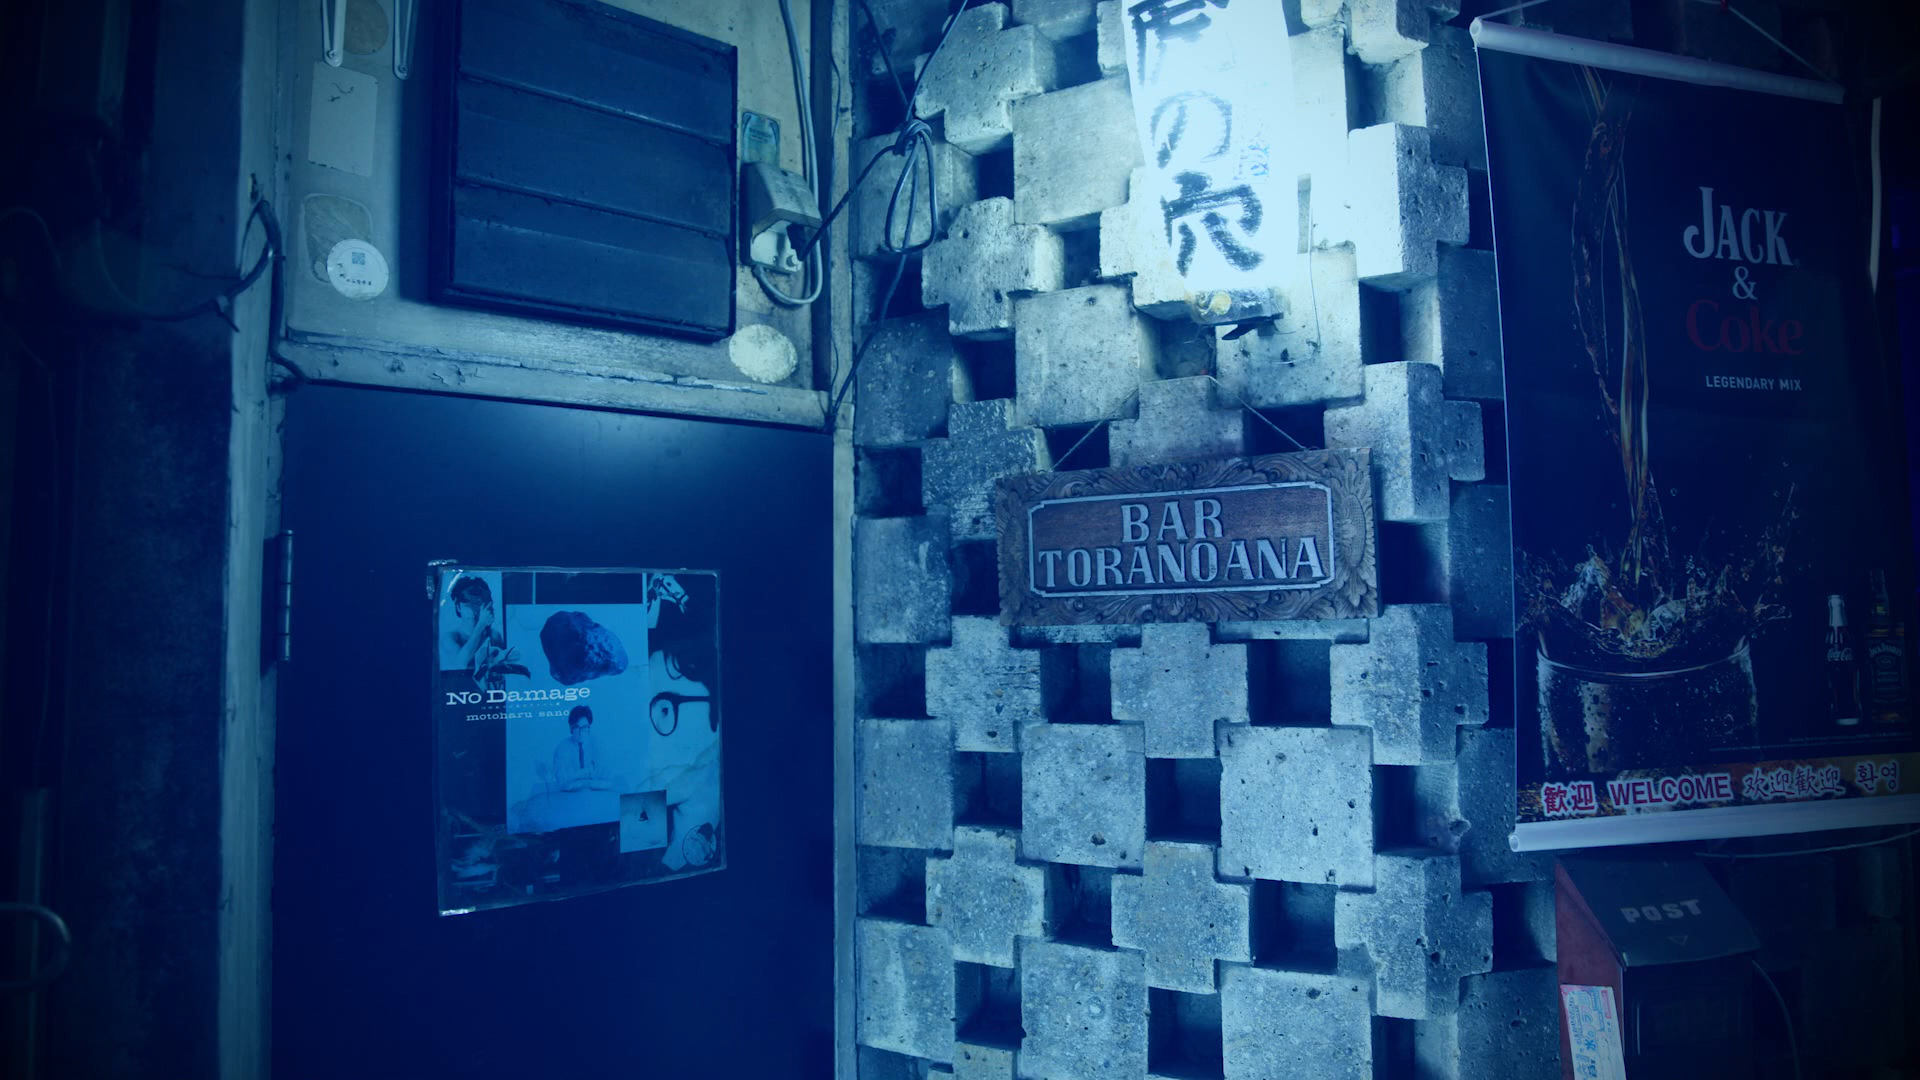 虎の穴
BAR
TORANOANA
No Damage
motoharu sano
JACK
&
Coke
LEGENDARY MIX
歓迎 WELCOME 欢迎歡迎 환영
POST